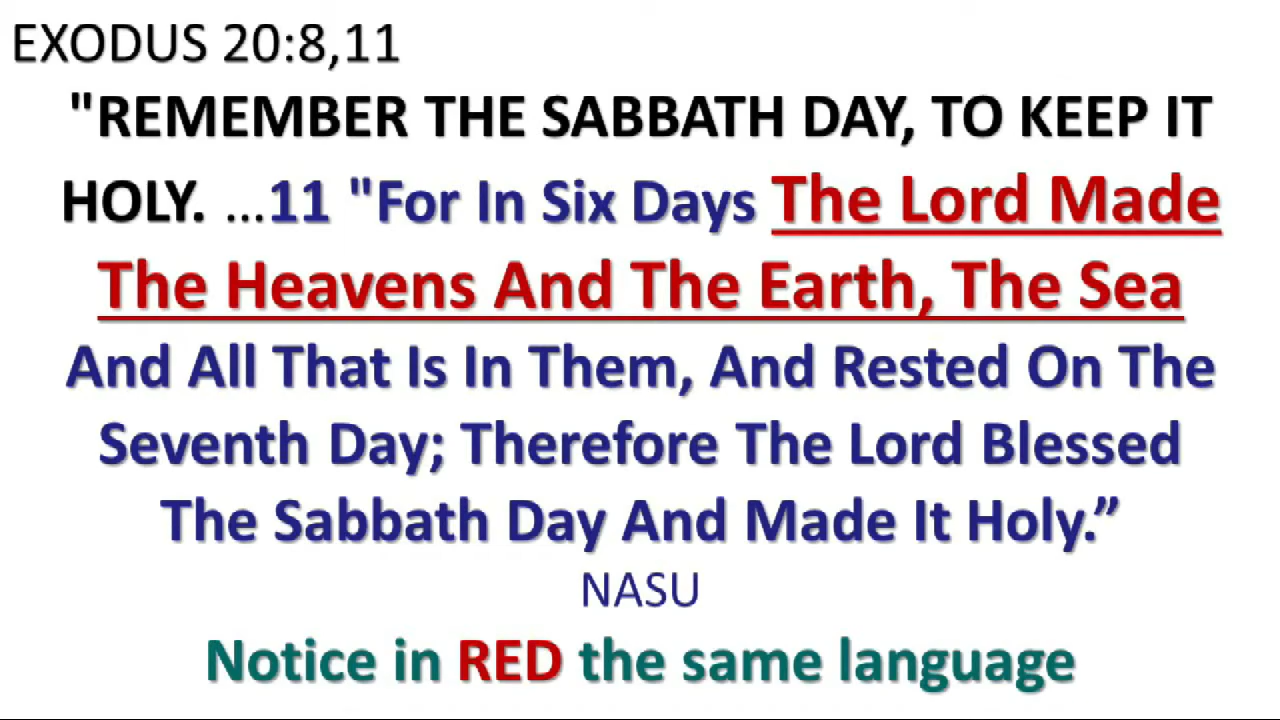 EXODUS 20:8,11
"REMEMBER THE SABBATH DAY, TO KEEP IT
HOLY. ...11 "For In Six Days The Lord Made
The Heavens And The Earth, The Sea
And All That Is In Them, And Rested On The
Seventh Day; Therefore The Lord Blessed
The Sabbath Day And Made It Holy.”
NASU
Notice in RED the same language